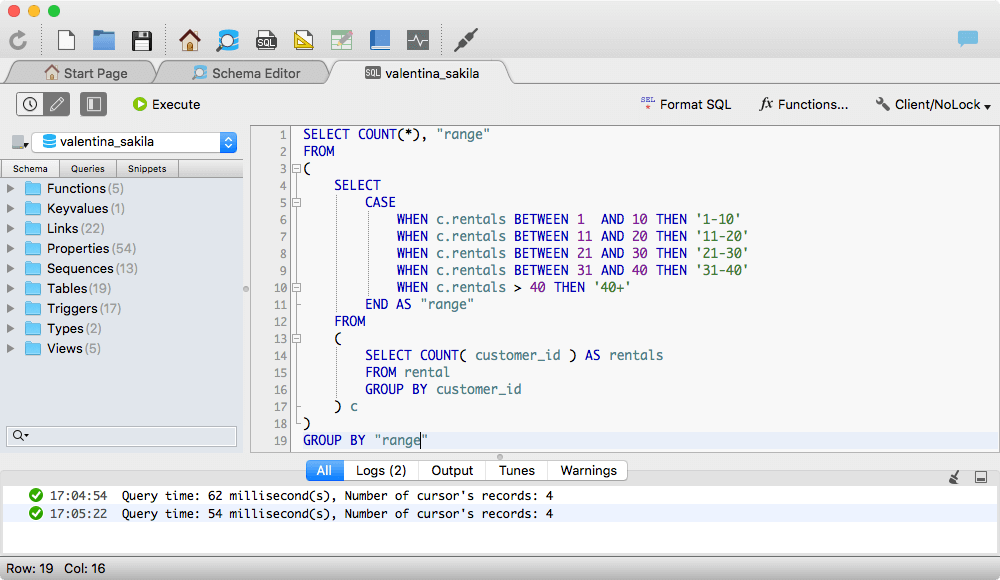 Start Page
Schema Editor
SQL valentina_sakila
Execute
SEL Format SQL
fx Functions...
Client/NoLock
valentina_sakila
Schema Queries Snippets
Functions (5)
Keyvalues (1)
Links (22)
Properties (54)
Sequences (13)
Tables (19)
Triggers (17)
Types (2)
Views (5)
1 SELECT COUNT(*), "range"
2 FROM
3 (
4 SELECT
5 CASE
6 WHEN c.rentals BETWEEN 1  AND 10 THEN '1-10'
7 WHEN c.rentals BETWEEN 11 AND 20 THEN '11-20'
8 WHEN c.rentals BETWEEN 21 AND 30 THEN '21-30'
9 WHEN c.rentals BETWEEN 31 AND 40 THEN '31-40'
10 WHEN c.rentals > 40 THEN '40+'
11 END AS "range"
12 FROM
13 (
14 SELECT COUNT( customer_id ) AS rentals
15 FROM rental
16 GROUP BY customer_id
17 ) c
18 )
19 GROUP BY "range"
All Logs (2) Output Tunes Warnings
17:04:54 Query time: 62 millisecond(s), Number of cursor's records: 4
17:05:22 Query time: 54 millisecond(s), Number of cursor's records: 4
Row: 19 Col: 16